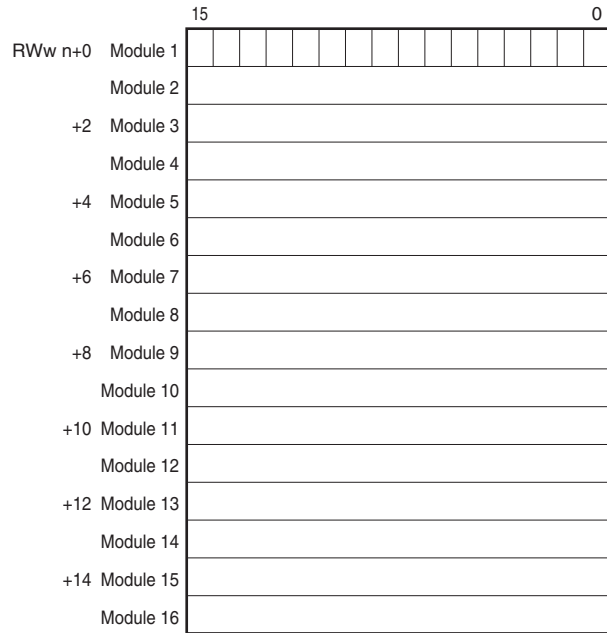 15 0
RWw n+0 Module 1
Module 2
+2 Module 3
Module 4
+4 Module 5
Module 6
+6 Module 7
Module 8
+8 Module 9
Module 10
+10 Module 11
Module 12
+12 Module 13
Module 14
+14 Module 15
Module 16